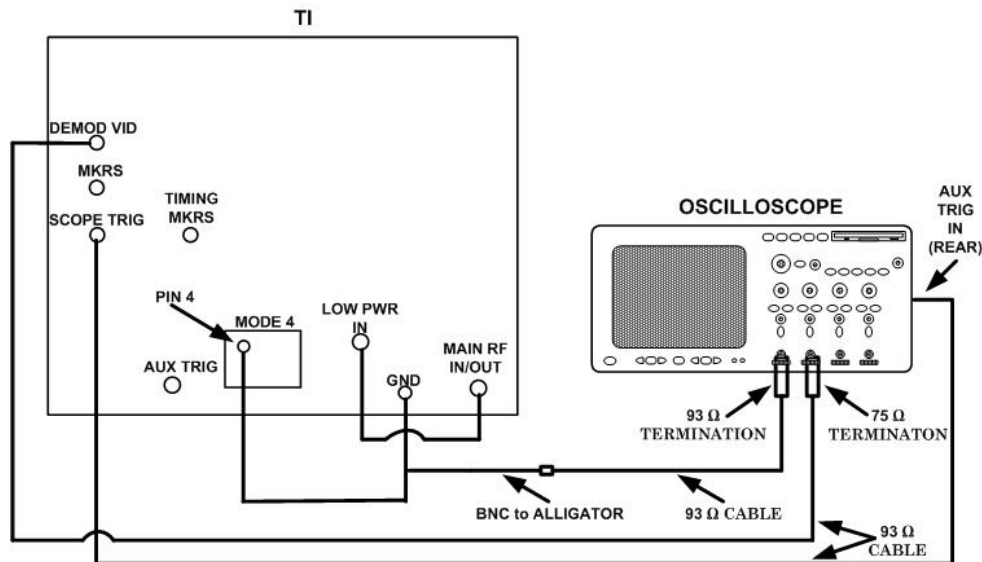 TI
DEMOD VID
MKRS
SCOPE TRIG
TIMING
MKRS
PIN 4
MODE 4
AUX TRIG
LOW PWR
IN
GND
MAIN RF
IN/OUT
OSCILLOSCOPE
AUX
TRIG
IN
(REAR)
93 Ω
TERMINATION
75 Ω
TERMINATON
BNC to ALLIGATOR
93 Ω CABLE
93 Ω
CABLE